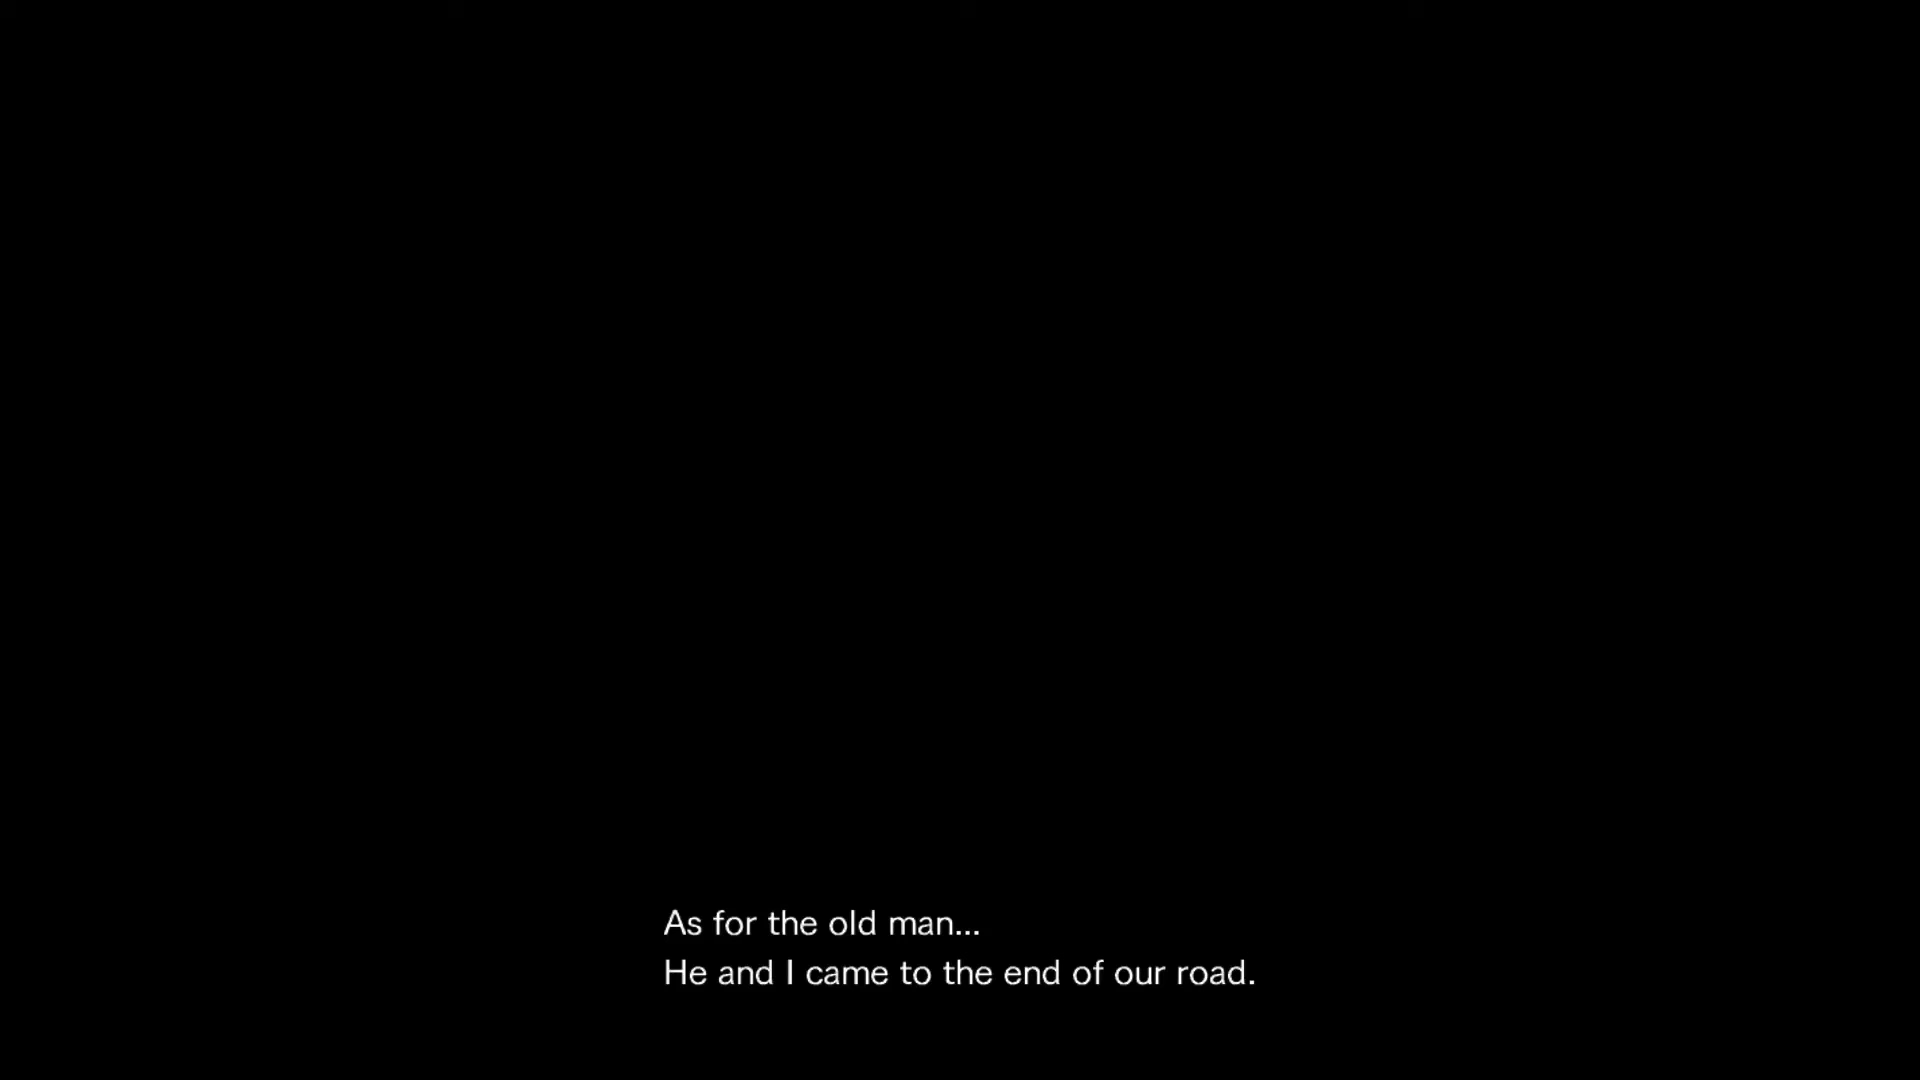 As for the old man...
He and I came to the end of our road.